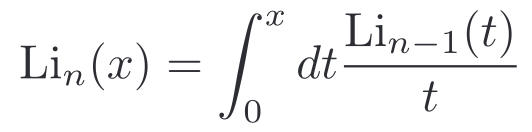 Li_n(x) = ∫_0^x dt Li_{n−1}(t)/t